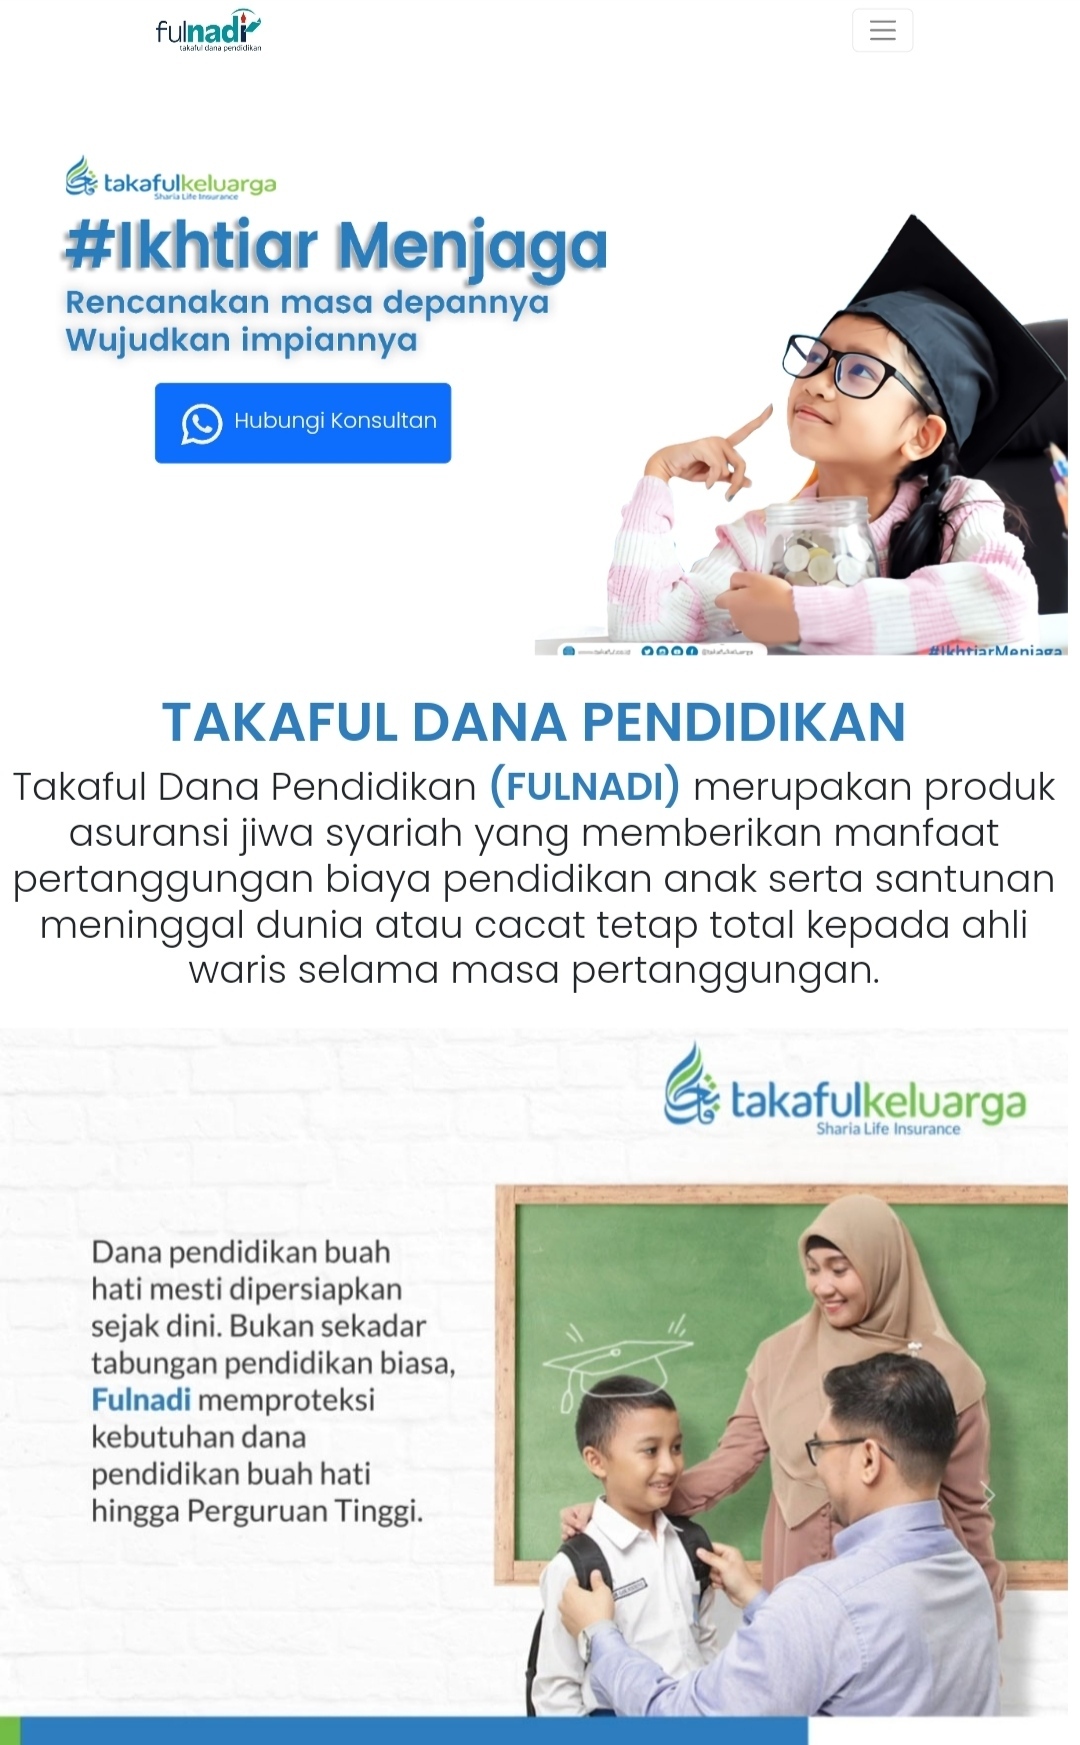 fulnadi
takaful dana pendidikan
takafulkeluarga
Sharia Life Insurance
#Ikhtiar Menjaga
Rencanakan masa depannya
Wujudkan impiannya
Hubungi Konsultan
#IkhtiarMenjaga
TAKAFUL DANA PENDIDIKAN
Takaful Dana Pendidikan (FULNADI) merupakan produk
asuransi jiwa syariah yang memberikan manfaat
pertanggungan biaya pendidikan anak serta santunan
meninggal dunia atau cacat tetap total kepada ahli
waris selama masa pertanggungan.
takafulkeluarga
Sharia Life Insurance
Dana pendidikan buah
hati mesti dipersiapkan
sejak dini. Bukan sekadar
tabungan pendidikan biasa,
Fulnadi memproteksi
kebutuhan dana
pendidikan buah hati
hingga Perguruan Tinggi.